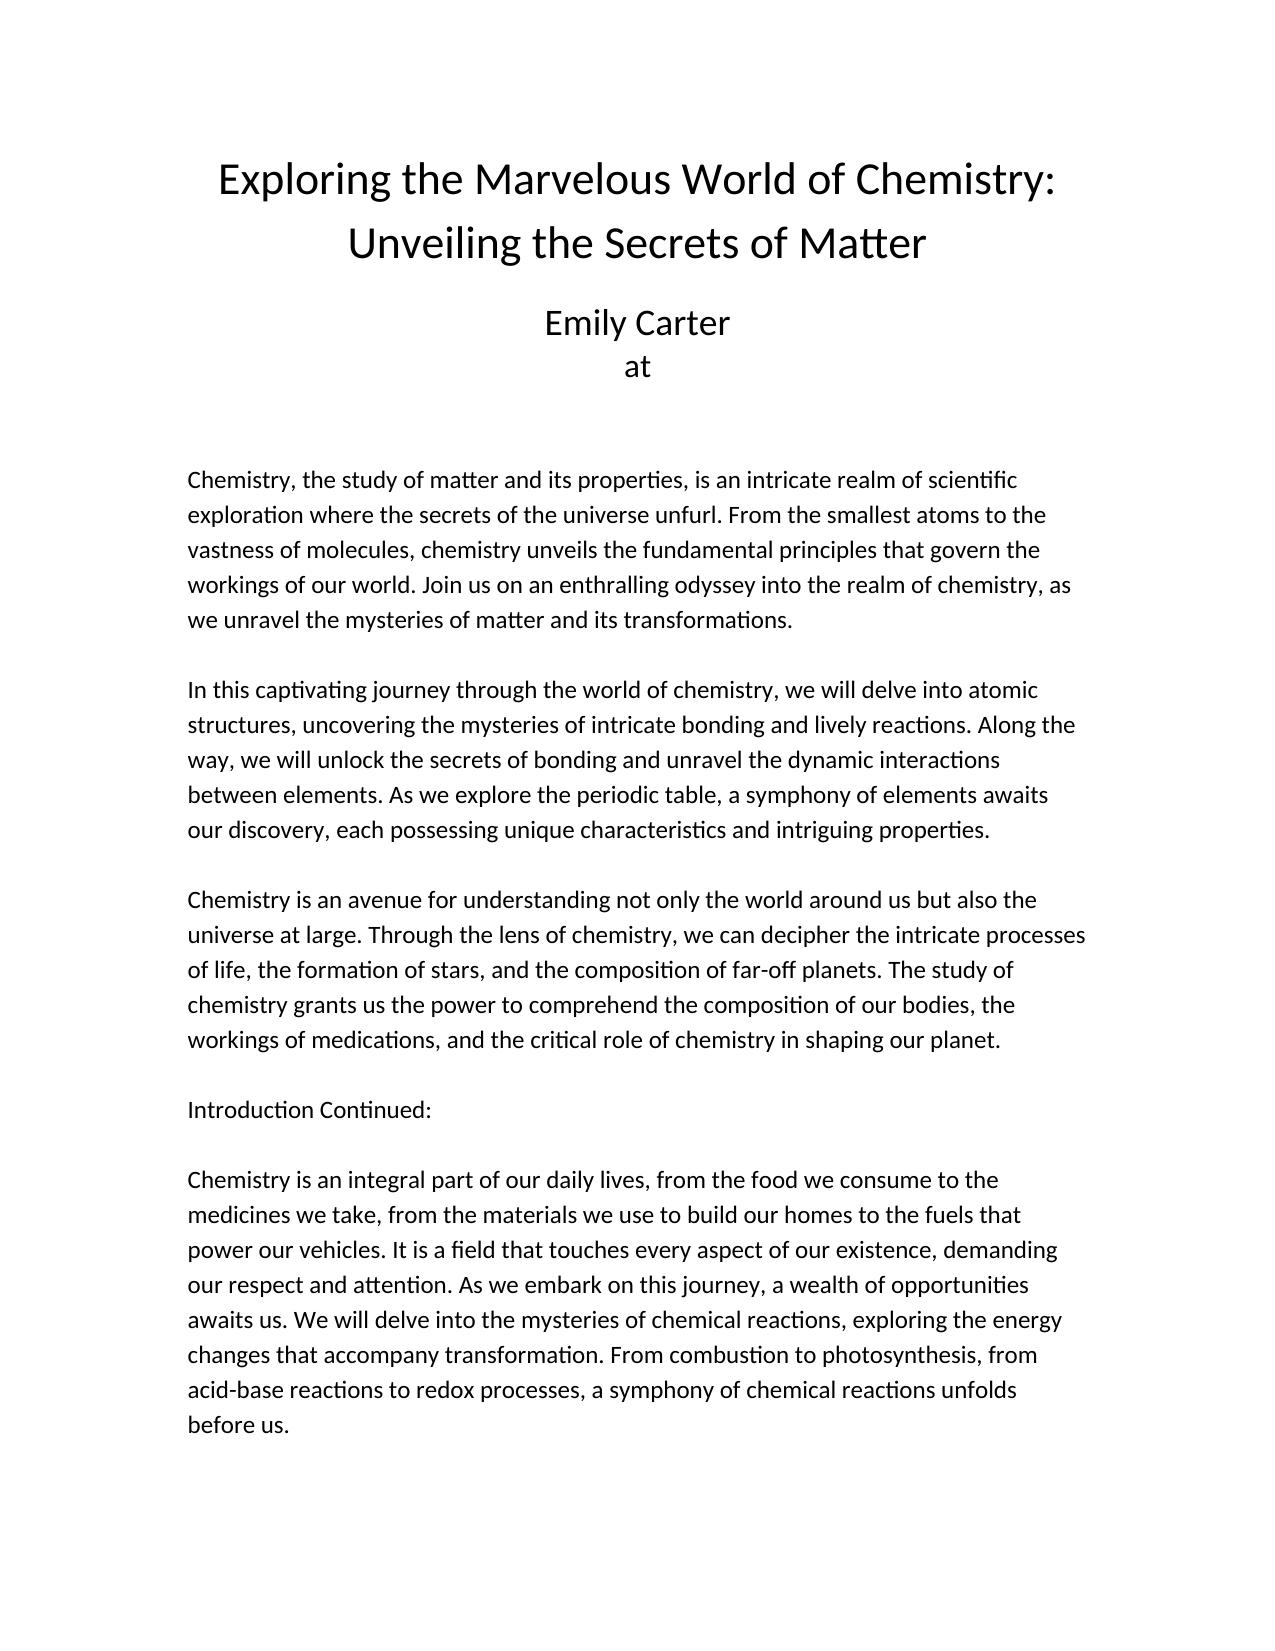 Exploring the Marvelous World of Chemistry:
Unveiling the Secrets of Matter
Emily Carter
at
Chemistry, the study of matter and its properties, is an intricate realm of scientific
exploration where the secrets of the universe unfurl. From the smallest atoms to the
vastness of molecules, chemistry unveils the fundamental principles that govern the
workings of our world. Join us on an enthralling odyssey into the realm of chemistry, as
we unravel the mysteries of matter and its transformations.
In this captivating journey through the world of chemistry, we will delve into atomic
structures, uncovering the mysteries of intricate bonding and lively reactions. Along the
way, we will unlock the secrets of bonding and unravel the dynamic interactions
between elements. As we explore the periodic table, a symphony of elements awaits
our discovery, each possessing unique characteristics and intriguing properties.
Chemistry is an avenue for understanding not only the world around us but also the
universe at large. Through the lens of chemistry, we can decipher the intricate processes
of life, the formation of stars, and the composition of far-off planets. The study of
chemistry grants us the power to comprehend the composition of our bodies, the
workings of medications, and the critical role of chemistry in shaping our planet.
Introduction Continued:
Chemistry is an integral part of our daily lives, from the food we consume to the
medicines we take, from the materials we use to build our homes to the fuels that
power our vehicles. It is a field that touches every aspect of our existence, demanding
our respect and attention. As we embark on this journey, a wealth of opportunities
awaits us. We will delve into the mysteries of chemical reactions, exploring the energy
changes that accompany transformation. From combustion to photosynthesis, from
acid-base reactions to redox processes, a symphony of chemical reactions unfolds
before us.